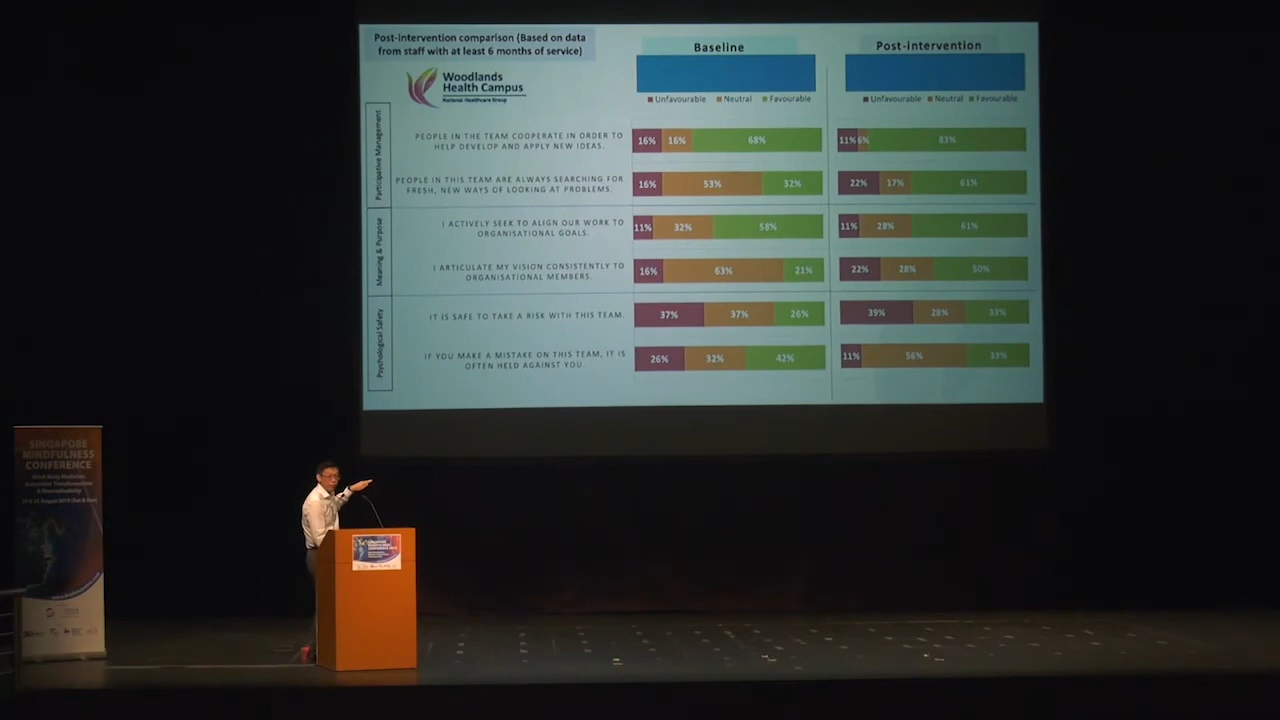 Post-intervention comparison (Based on data
from staff with at least 6 months of service)
Woodlands
Health Campus
National Healthcare Group
Baseline
Unfavourable Neutral Favourable
Post-intervention
Unfavourable Neutral Favourable
Participative Management
PEOPLE IN THE TEAM COOPERATE IN ORDER TO
HELP DEVELOP AND APPLY NEW IDEAS.
16% 16% 68%
11% 6% 83%
PEOPLE IN THIS TEAM ARE ALWAYS SEARCHING FOR
FRESH, NEW WAYS OF LOOKING AT PROBLEMS.
16% 53% 32%
22% 17% 61%
Meaning & Purpose
I ACTIVELY SEEK TO ALIGN OUR WORK TO
ORGANISATIONAL GOALS.
11% 32% 58%
11% 28% 61%
I ARTICULATE MY VISION CONSISTENTLY TO
ORGANISATIONAL MEMBERS.
16% 63% 21%
22% 28% 50%
Psychological Safety
IT IS SAFE TO TAKE A RISK WITH THIS TEAM.
37% 37% 26%
39% 28% 33%
IF YOU MAKE A MISTAKE ON THIS TEAM, IT IS
OFTEN HELD AGAINST YOU.
26% 32% 42%
11% 56% 33%
SINGAPORE
MINDFULNESS
CONFERENCE
SINGAPORE
MINDFULNESS
CONFERENCE